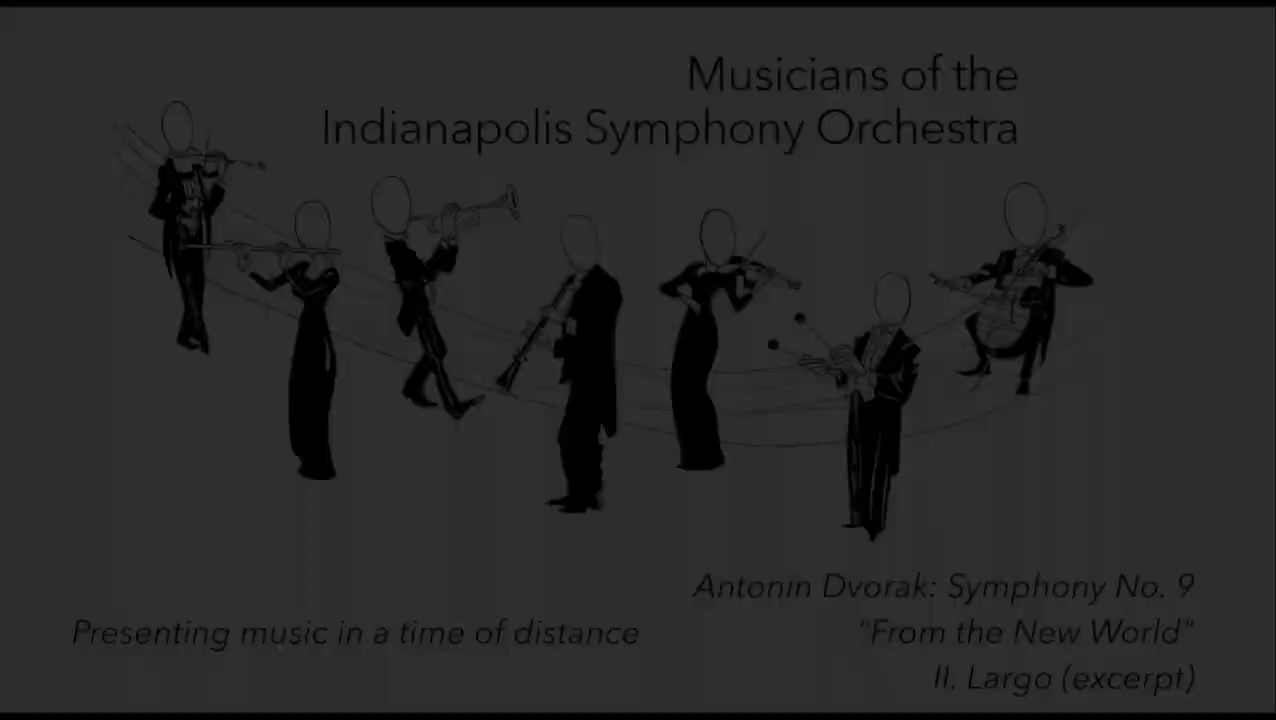 Musicians of the
Indianapolis Symphony Orchestra
Antonin Dvorak: Symphony No. 9
"From the New World"
II. Largo (excerpt)
Presenting music in a time of distance